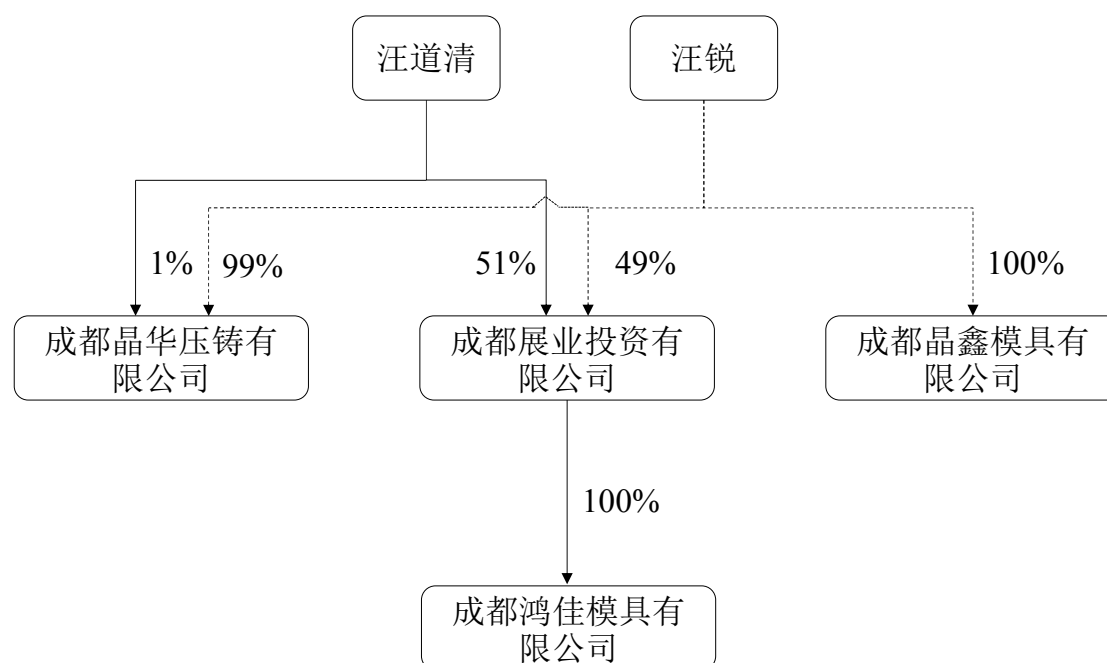 汪道清
汪锐
1%
99%
51%
49%
100%
成都晶华压铸有
限公司
成都展业投资有
限公司
成都晶鑫模具有
限公司
100%
成都鸿佳模具有
限公司